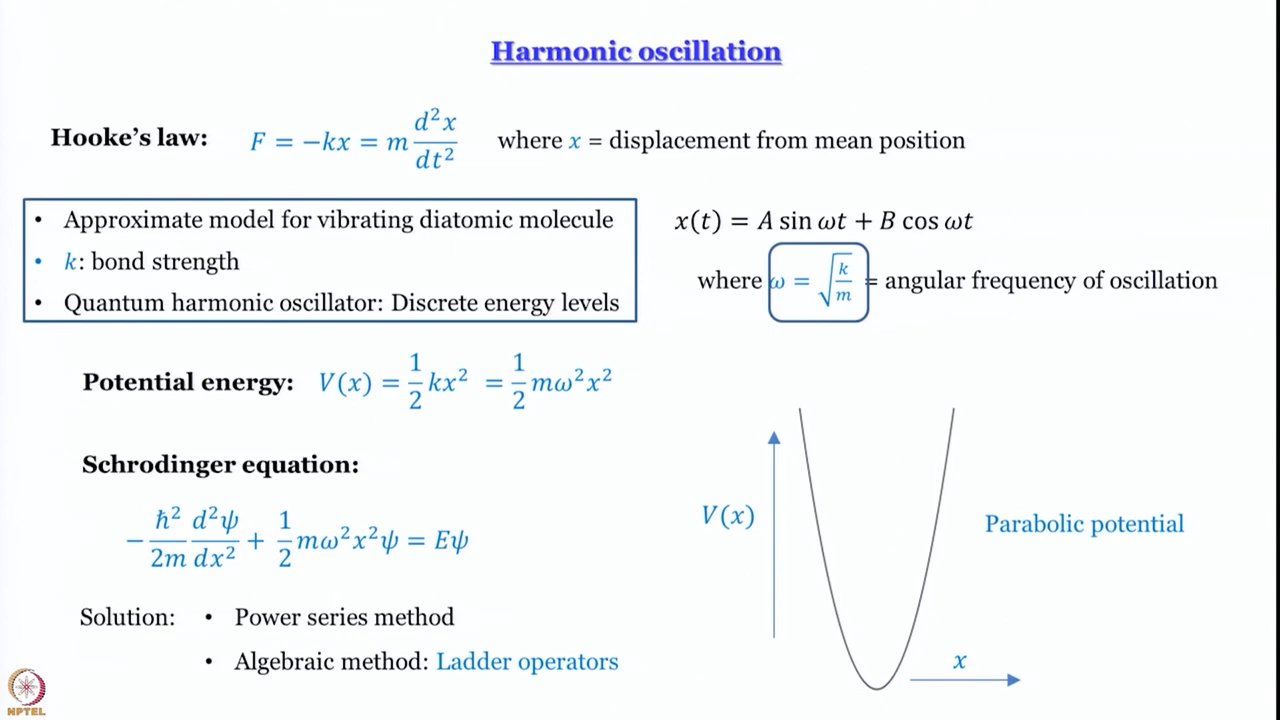 Harmonic oscillation
Hooke's law: F = −kx = m d²x/dt² where x = displacement from mean position
• Approximate model for vibrating diatomic molecule
• k: bond strength
• Quantum harmonic oscillator: Discrete energy levels
x(t) = A sin ωt + B cos ωt
where ω = √(k/m) = angular frequency of oscillation
Potential energy: V(x) = 1/2 kx² = 1/2 mω²x²
Schrodinger equation:
−ħ²/2m d²ψ/dx² + 1/2 mω²x²ψ = Eψ
Solution: • Power series method
• Algebraic method: Ladder operators
V(x)
Parabolic potential
x
NPTEL